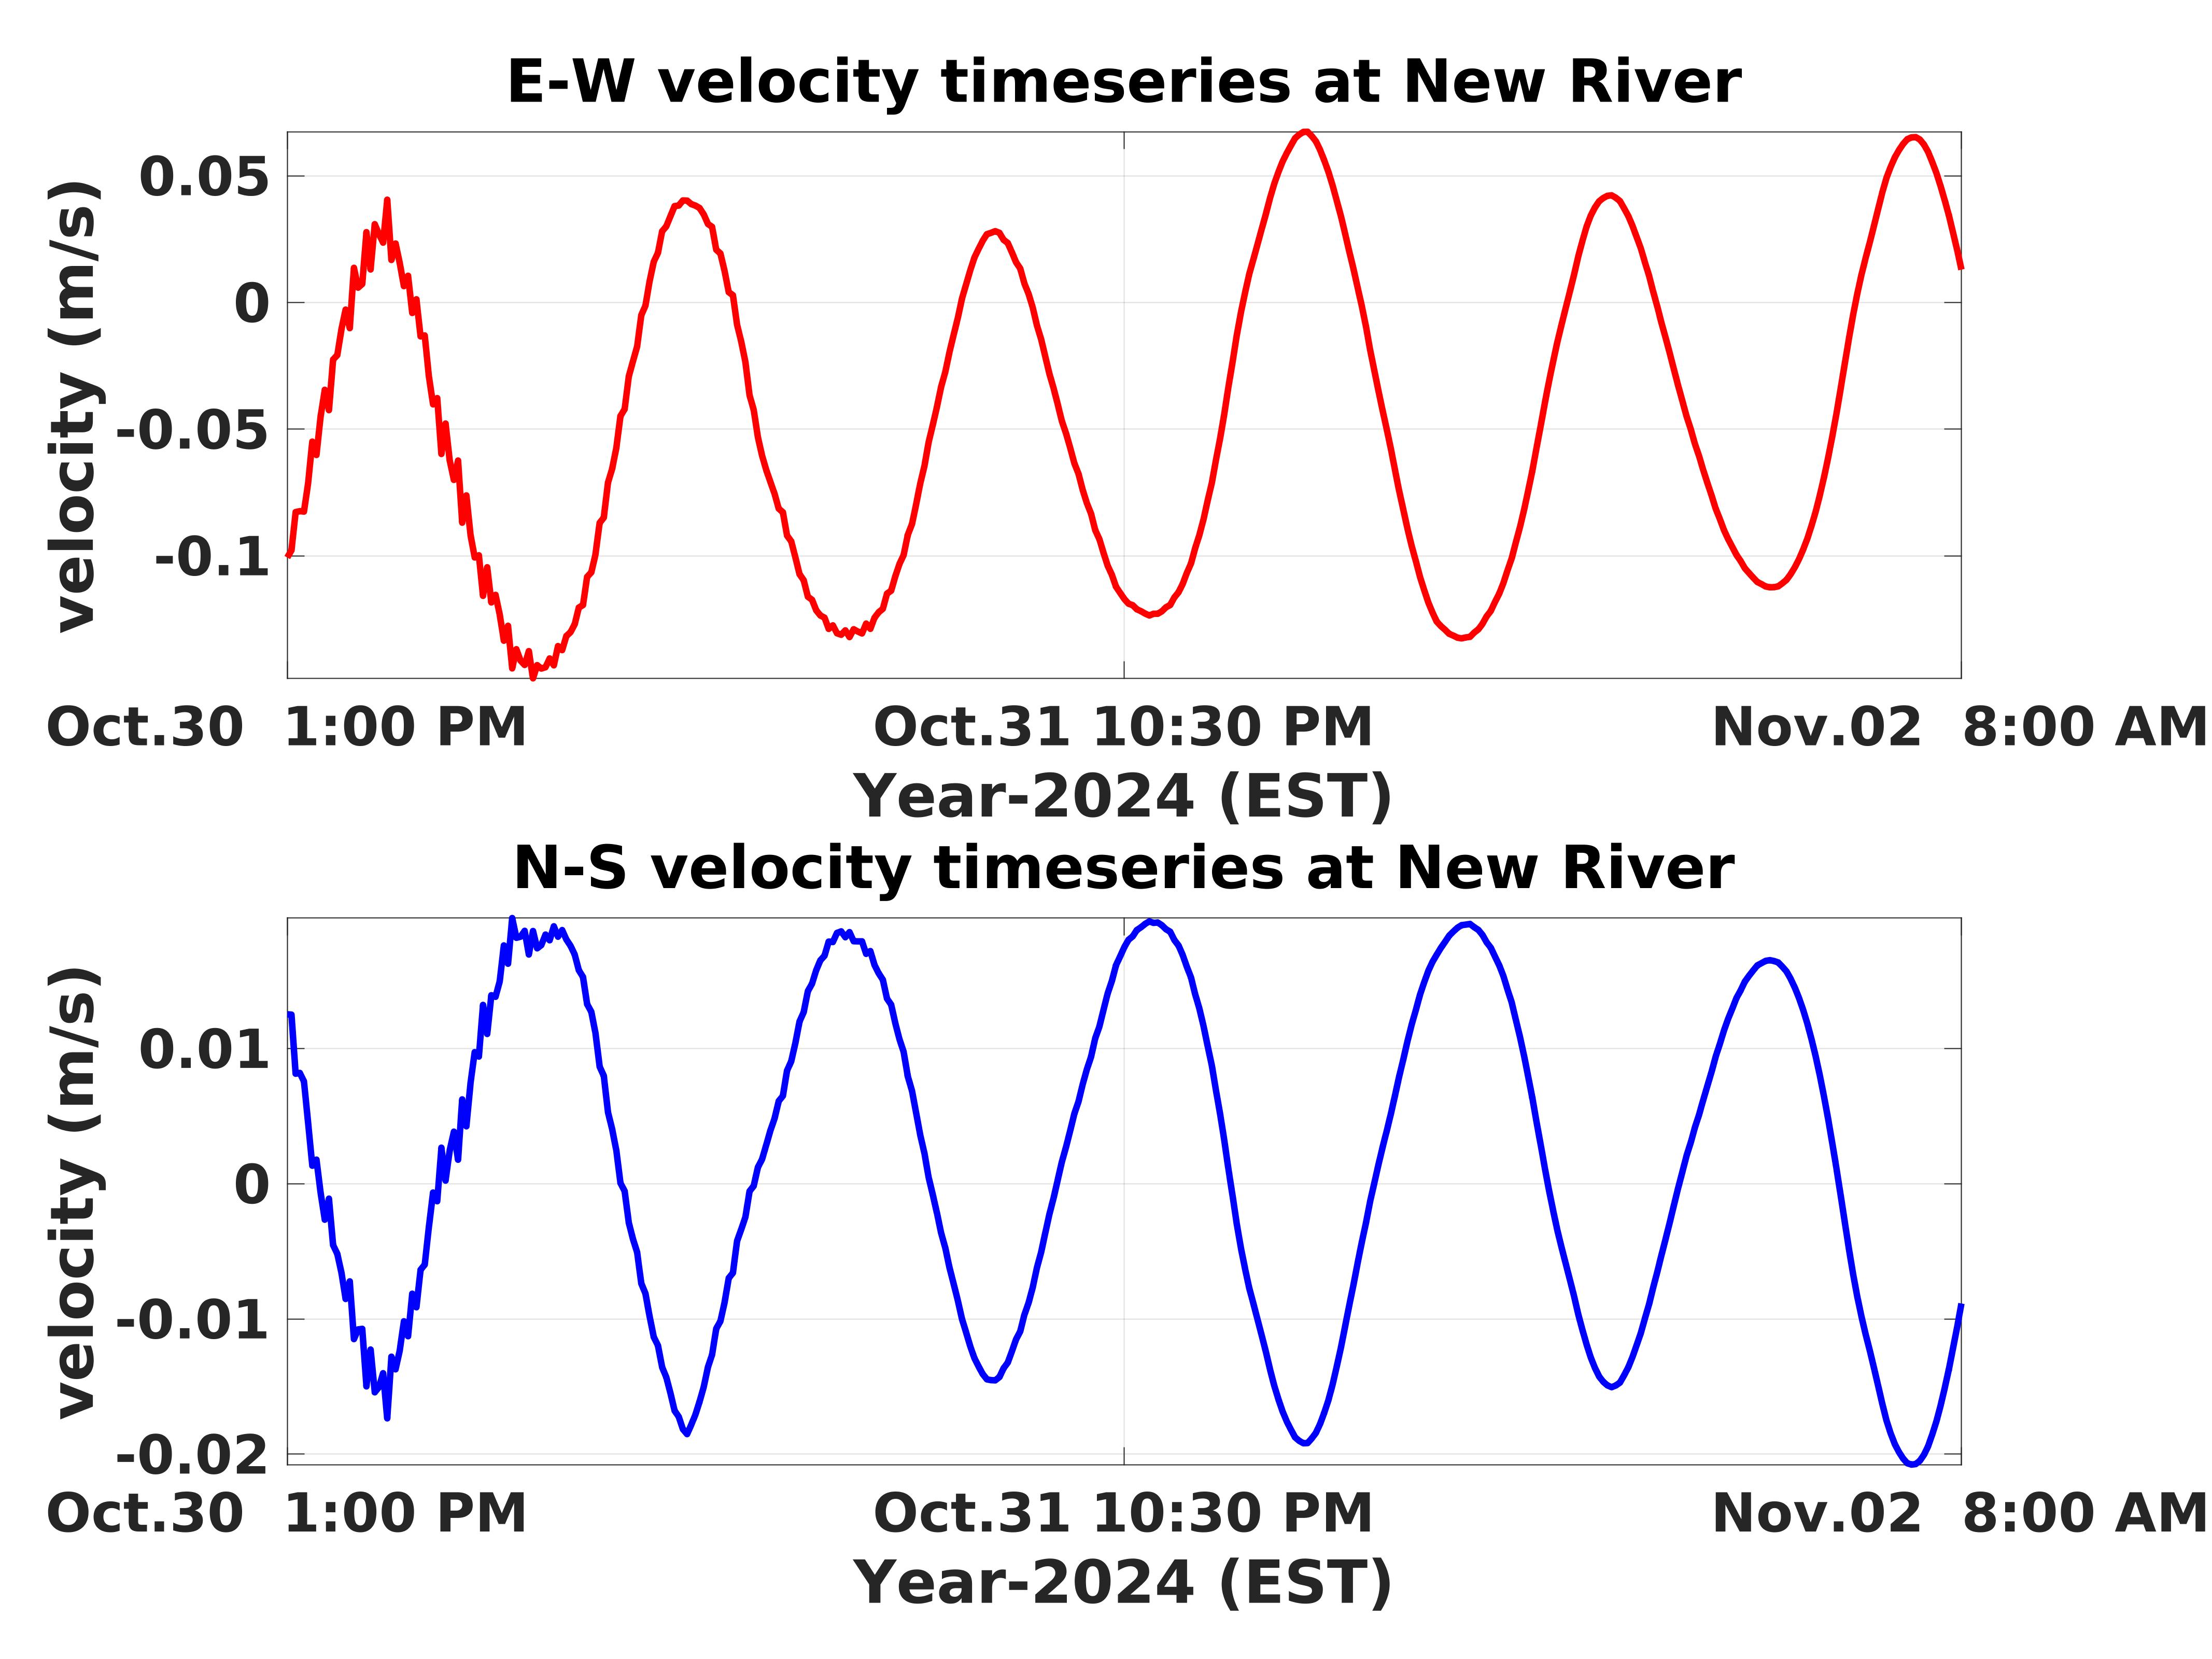 E-W velocity timeseries at New River
velocity (m/s)
0.05
0
-0.05
-0.1
Oct.30  1:00 PM
Oct.31 10:30 PM
Nov.02  8:00 AM
Year-2024 (EST)
N-S velocity timeseries at New River
velocity (m/s)
0.01
0
-0.01
-0.02
Oct.30  1:00 PM
Oct.31 10:30 PM
Nov.02  8:00 AM
Year-2024 (EST)